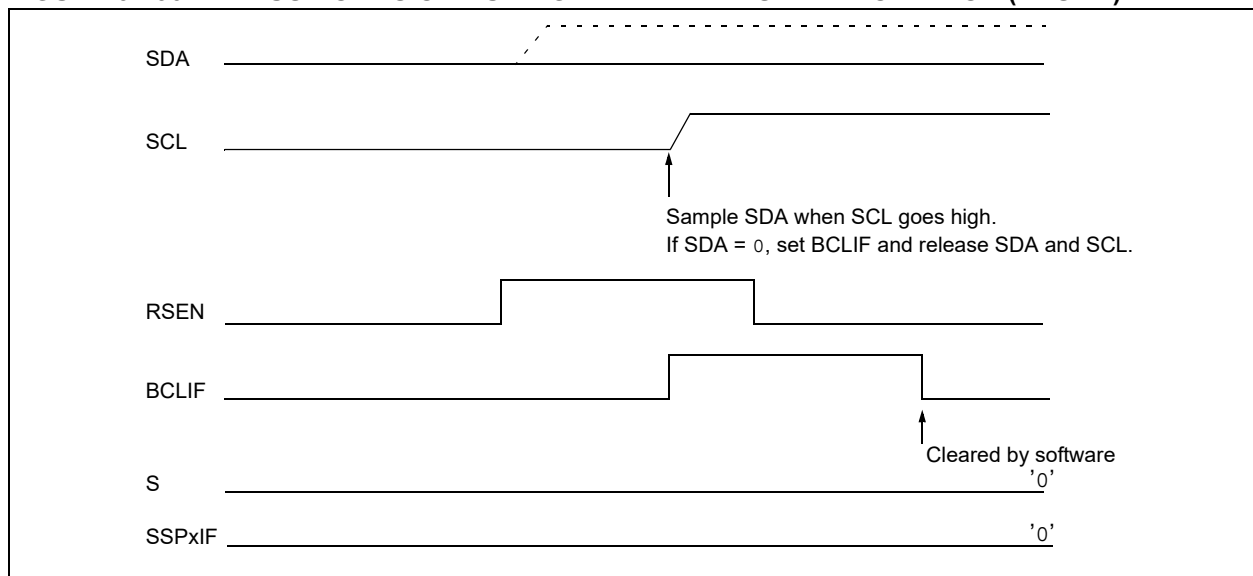 SDA
SCL
Sample SDA when SCL goes high.
If SDA = 0, set BCLIF and release SDA and SCL.
RSEN
BCLIF
Cleared by software
S
'0'
SSPxIF
'0'